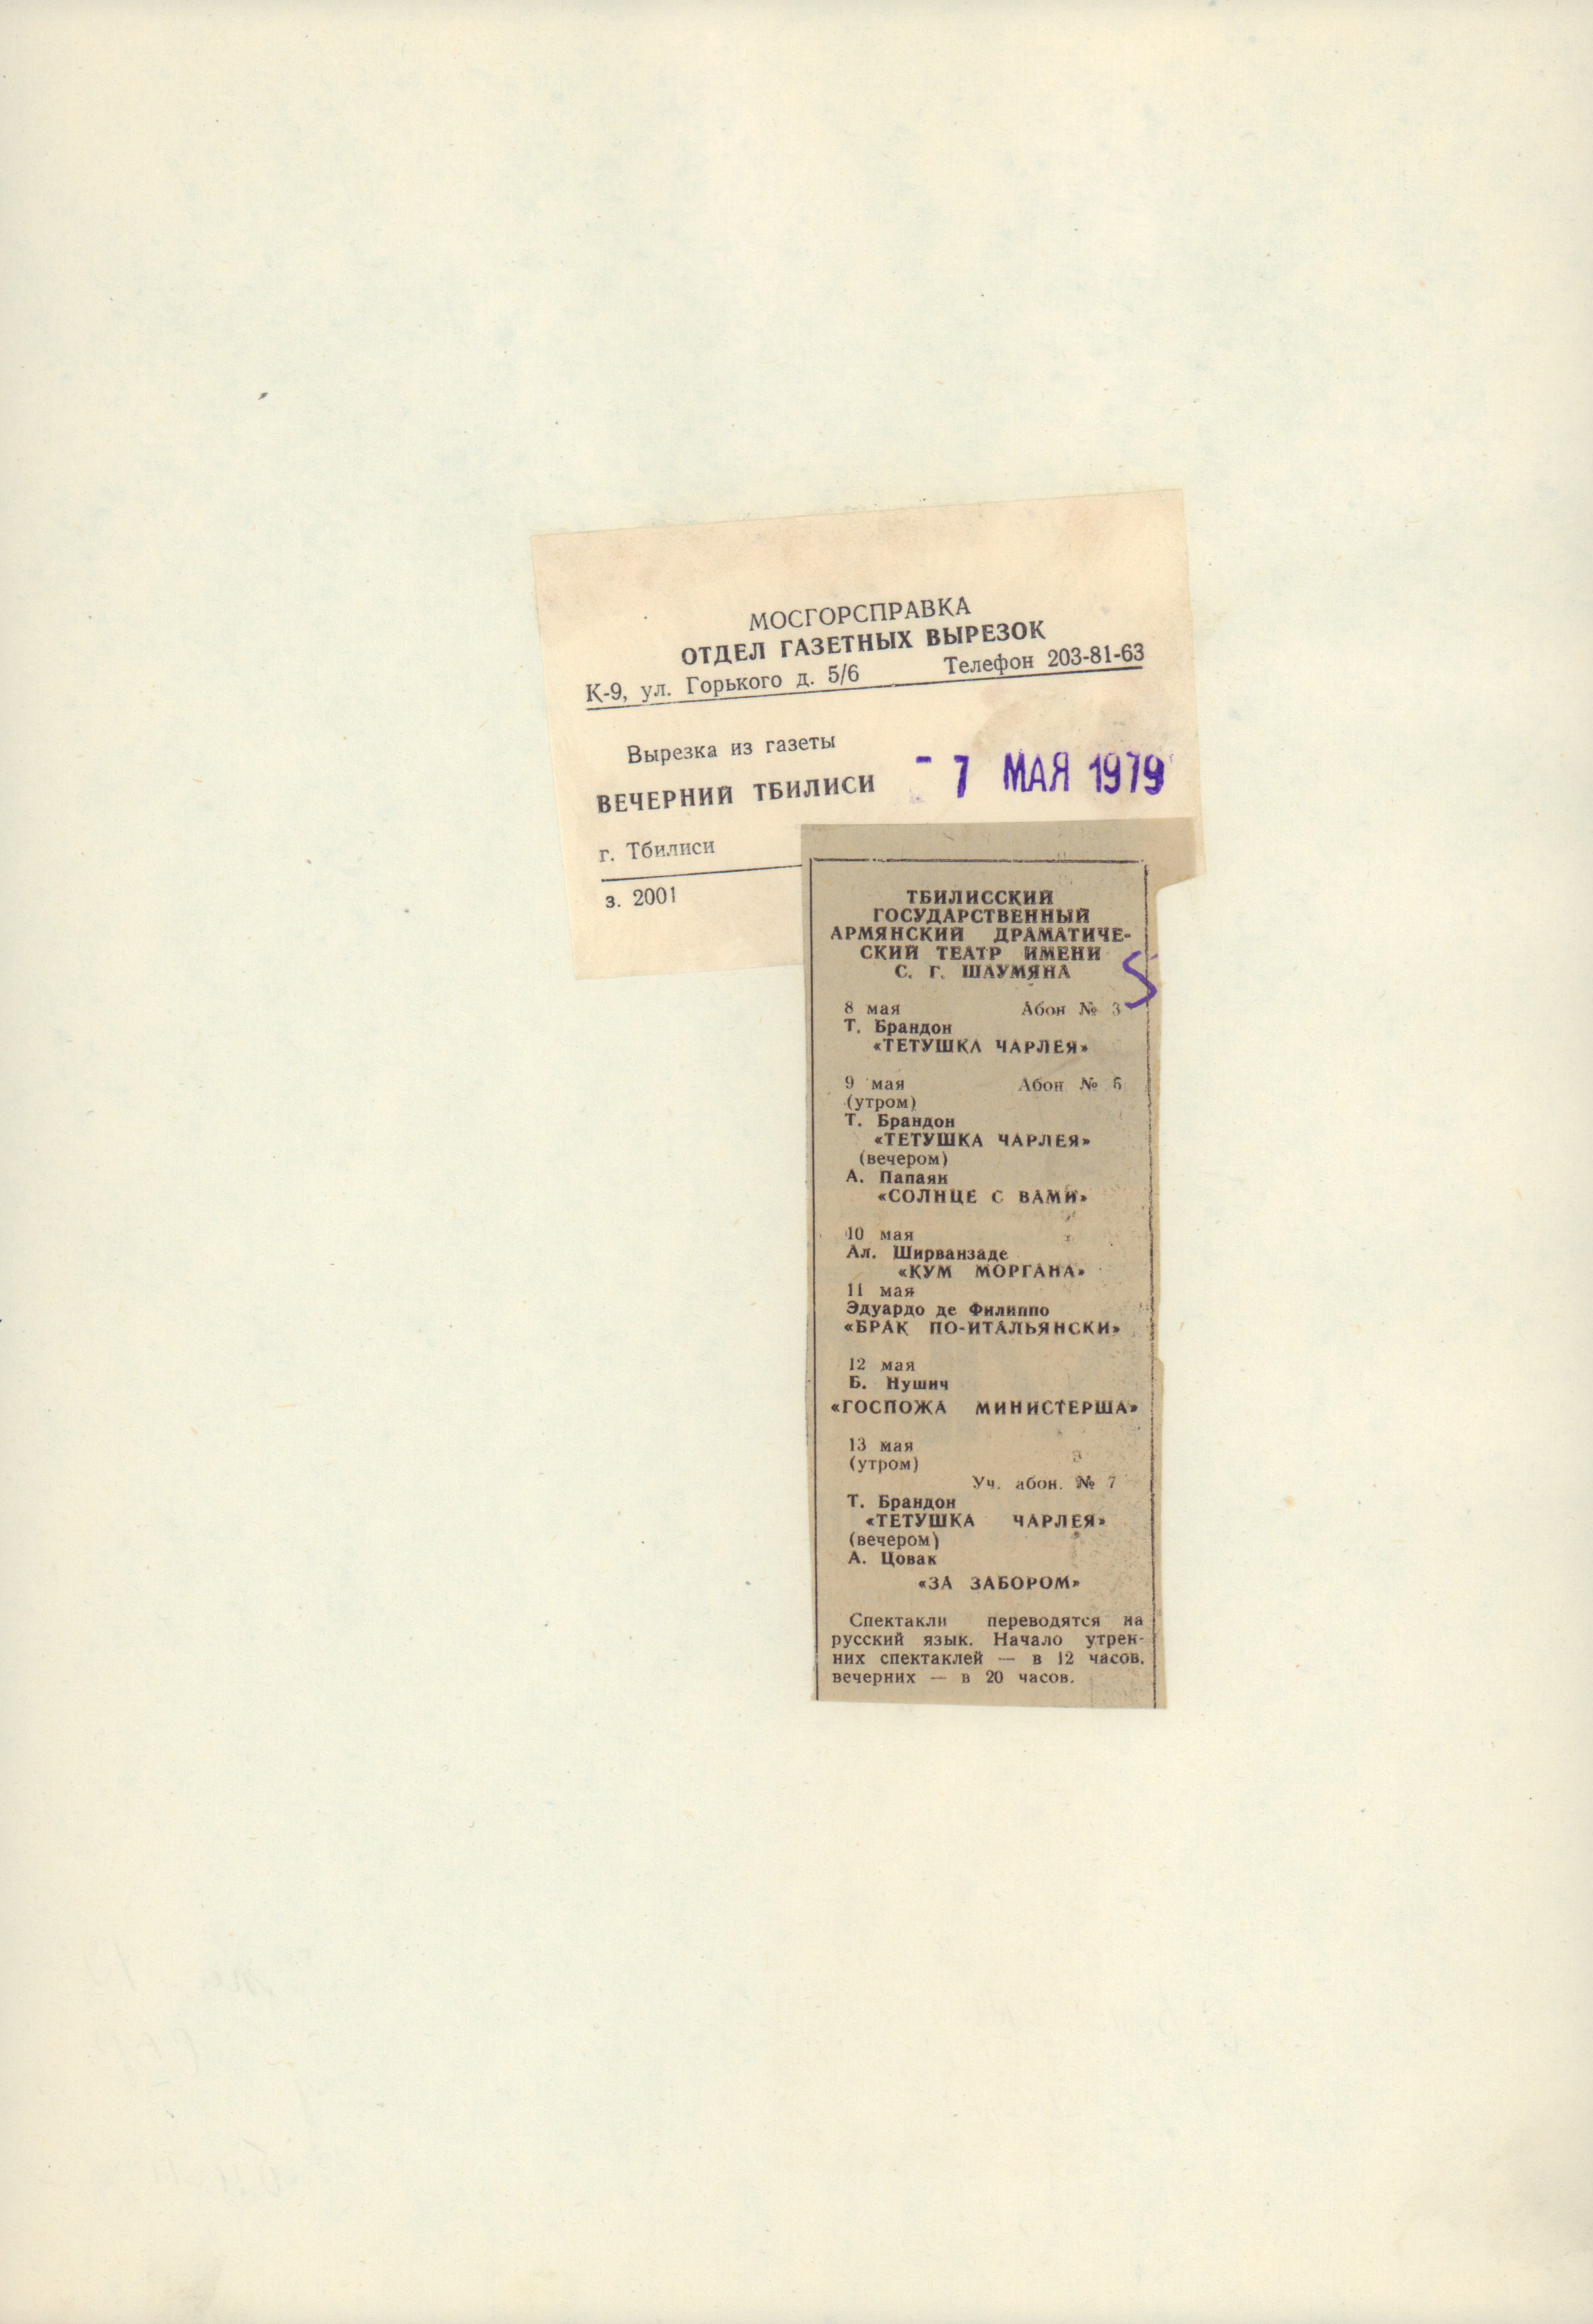 МОСГОРСПРАВКА
ОТДЕЛ ГАЗЕТНЫХ ВЫРЕЗОК
К-9, ул. Горького д. 5/6 Телефон 203-81-63
Вырезка из газеты
ВЕЧЕРНИЙ ТБИЛИСИ - 7 МАЯ 1979
г. Тбилиси
з. 2001
ТБИЛИССКИЙ
ГОСУДАРСТВЕННЫЙ
АРМЯНСКИЙ ДРАМАТИЧЕ-
СКИЙ ТЕАТР ИМЕНИ
С. Г. ШАУМЯНА
8 мая Абон № 3
Т. Брандон
«ТЕТУШКА ЧАРЛЕЯ»
9 мая Абон № 6
(утром)
Т. Брандон
«ТЕТУШКА ЧАРЛЕЯ»
(вечером)
А. Папаян
«СОЛНЦЕ С ВАМИ»
10 мая
Ал. Ширванзаде
«КУМ МОРГАНА»
11 мая
Эдуардо де Филиппо
«БРАК ПО-ИТАЛЬЯНСКИ»
12 мая
Б. Нушич
«ГОСПОЖА МИНИСТЕРША»
13 мая
(утром)
Уч. абон. № 7
Т. Брандон
«ТЕТУШКА ЧАРЛЕЯ»
(вечером)
А. Цовак
«ЗА ЗАБОРОМ»
Спектакли переводятся на
русский язык. Начало утрен-
них спектаклей — в 12 часов,
вечерних — в 20 часов.